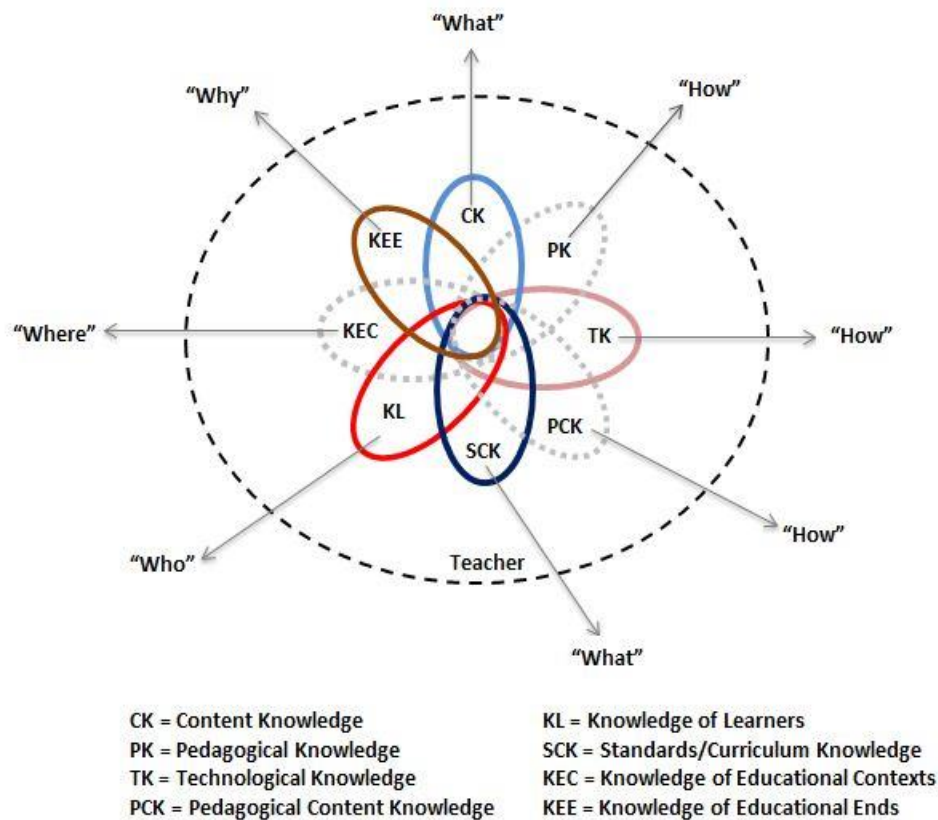 “What”
“Why”
“How”
CK
KEE
PK
“Where”
KEC
TK
“How”
KL
PCK
SCK
“How”
“Who”
Teacher
“What”
CK = Content Knowledge
PK = Pedagogical Knowledge
TK = Technological Knowledge
PCK = Pedagogical Content Knowledge
KL = Knowledge of Learners
SCK = Standards/Curriculum Knowledge
KEC = Knowledge of Educational Contexts
KEE = Knowledge of Educational Ends